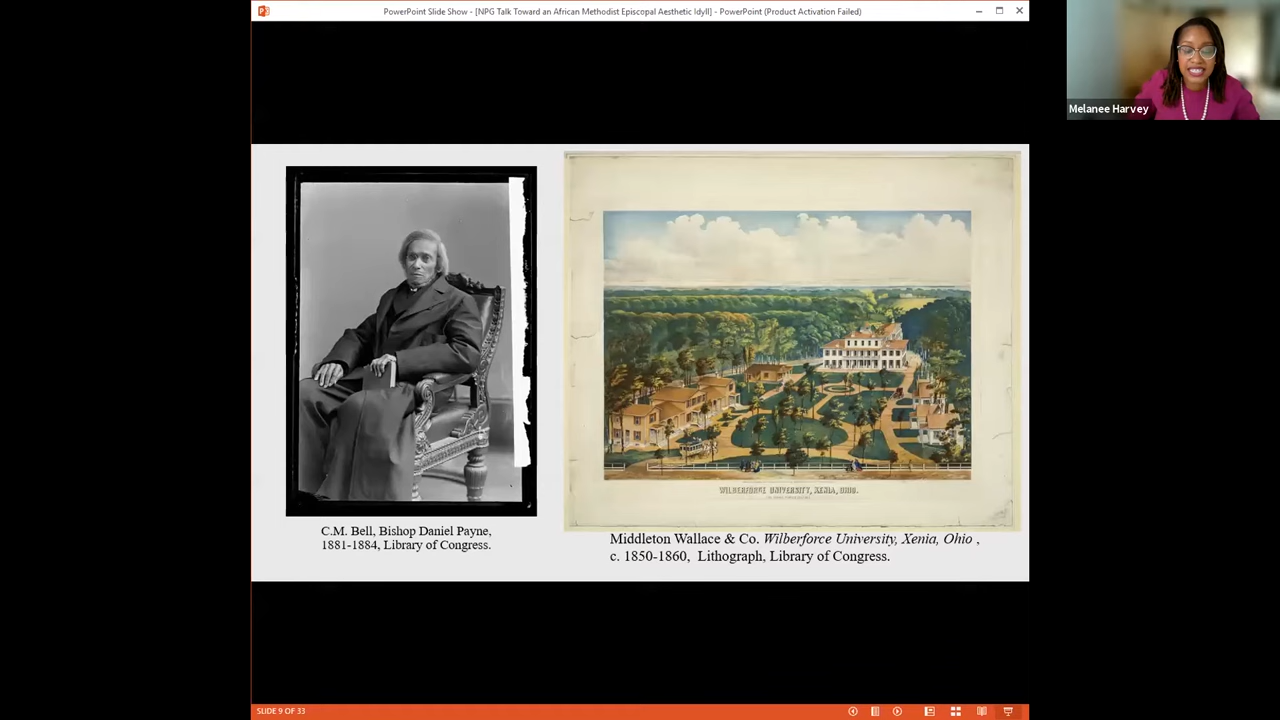 PowerPoint Slide Show - [NPG Talk Toward an African Methodist Episcopal Aesthetic Idyll] - PowerPoint (Product Activation Failed)
Melanee Harvey
WILBERFORCE UNIVERSITY, XENIA, OHIO.
C.M. Bell, Bishop Daniel Payne,
1881-1884, Library of Congress.
Middleton Wallace & Co. Wilberforce University, Xenia, Ohio ,
c. 1850-1860, Lithograph, Library of Congress.
SLIDE 9 OF 33